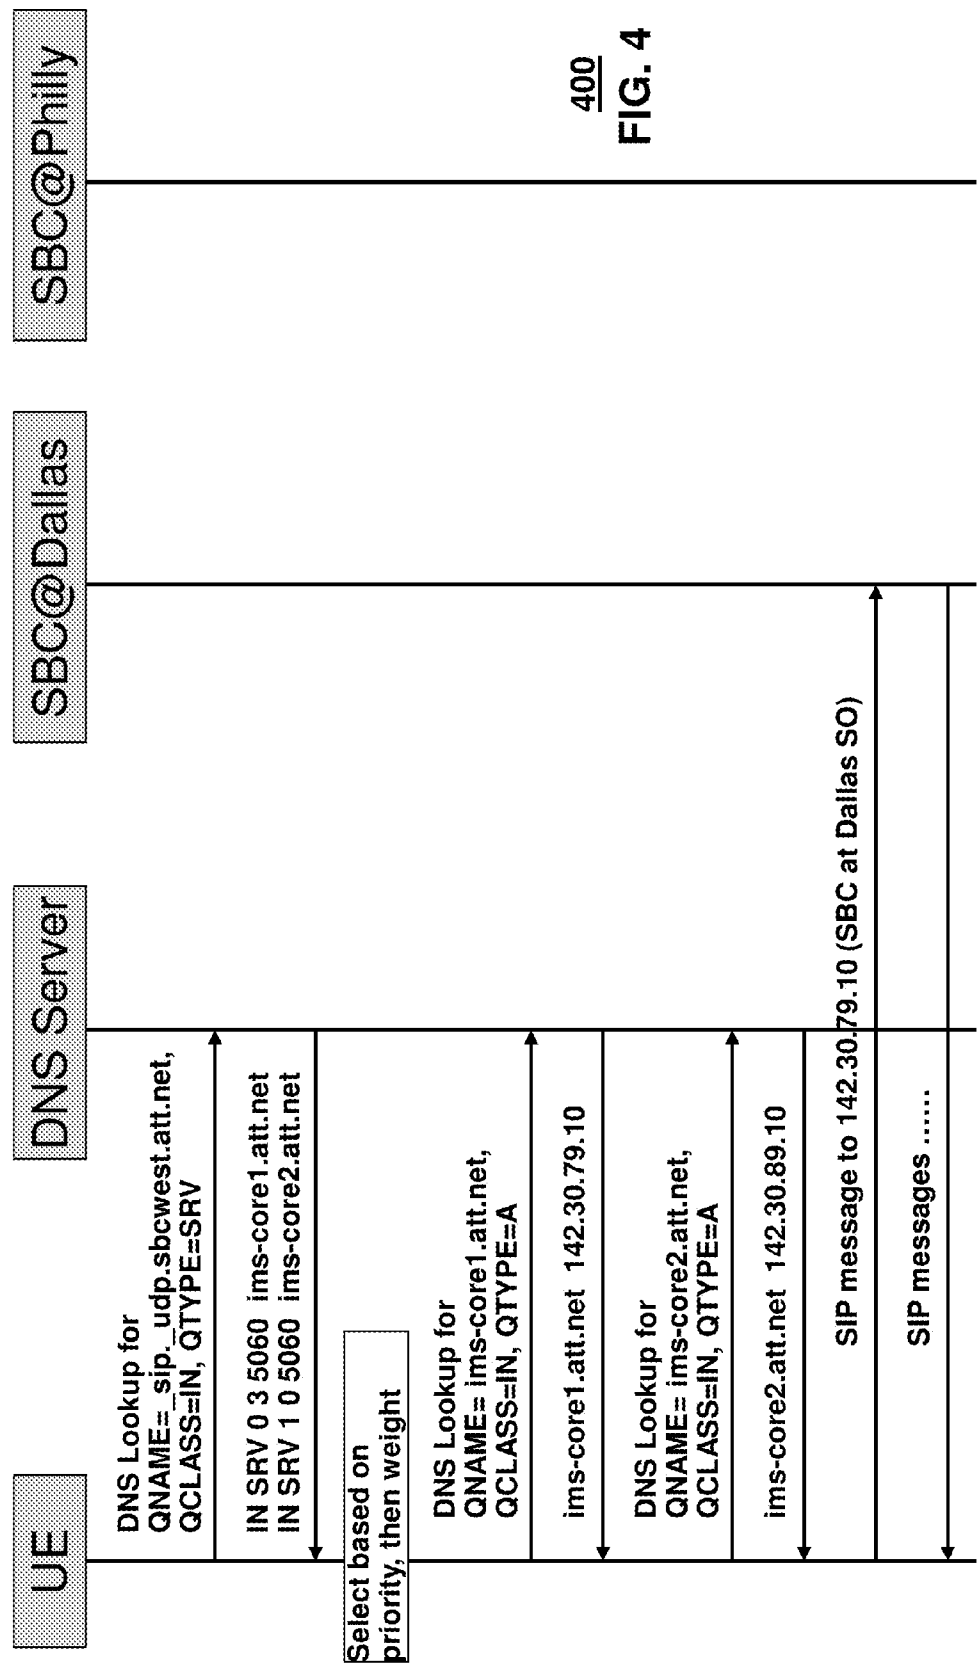 UE
DNS Server
SBC@Dallas
SBC@Philly
DNS Lookup for
QNAME=_sip._udp.sbcwest.att.net,
QCLASS=IN, QTYPE=SRV
IN SRV 0 3 5060 ims-core1.att.net
IN SRV 1 0 5060 ims-core2.att.net
Select based on
priority, then weight
DNS Lookup for
QNAME= ims-core1.att.net,
QCLASS=IN, QTYPE=A
ims-core1.att.net 142.30.79.10
DNS Lookup for
QNAME= ims-core2.att.net,
QCLASS=IN, QTYPE=A
ims-core2.att.net 142.30.89.10
SIP message to 142.30.79.10 (SBC at Dallas SO)
SIP messages ......
400
FIG. 4